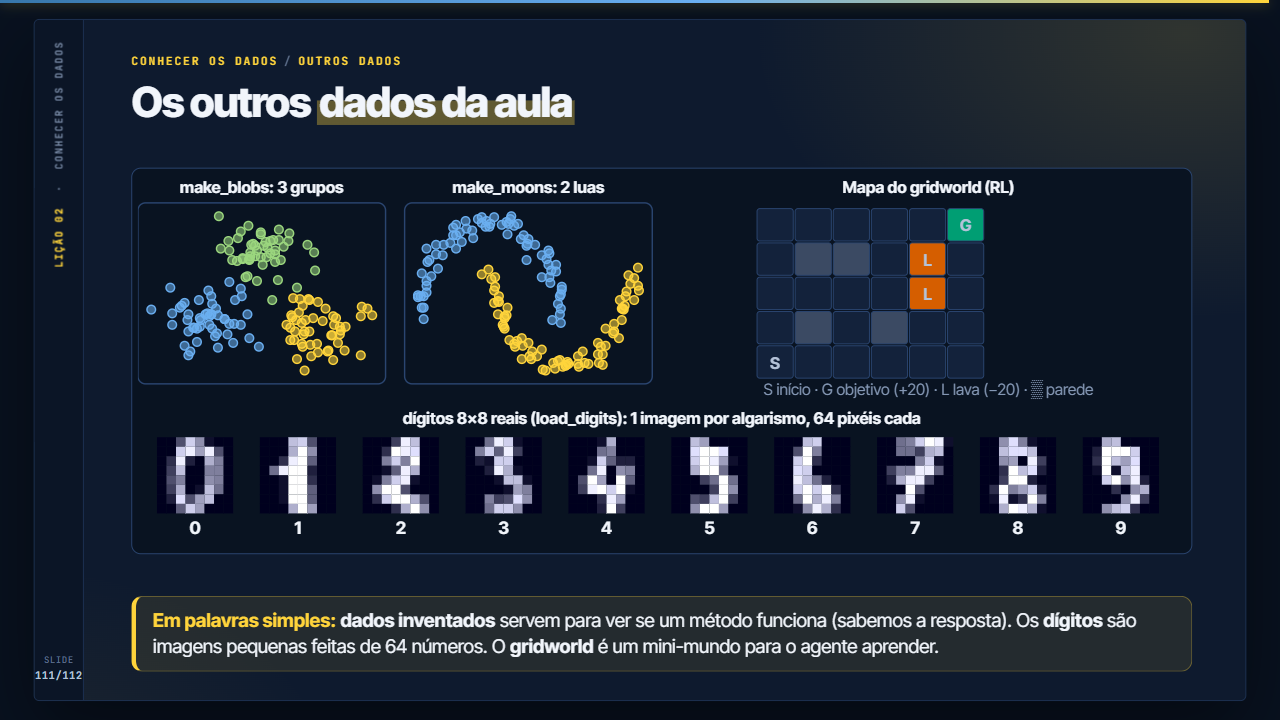 CONHECER OS DADOS / OUTROS DADOS
Os outros dados da aula
LIÇÃO 02 · CONHECER OS DADOS
make_blobs: 3 grupos
make_moons: 2 luas
Mapa do gridworld (RL)
G
L
L
S
S início · G objetivo (+20) · L lava (−20) · ▒ parede
dígitos 8×8 reais (load_digits): 1 imagem por algarismo, 64 pixéis cada
0 1 2 3 4 5 6 7 8 9
Em palavras simples: dados inventados servem para ver se um método funciona (sabemos a resposta). Os dígitos são
imagens pequenas feitas de 64 números. O gridworld é um mini-mundo para o agente aprender.
SLIDE
111/112